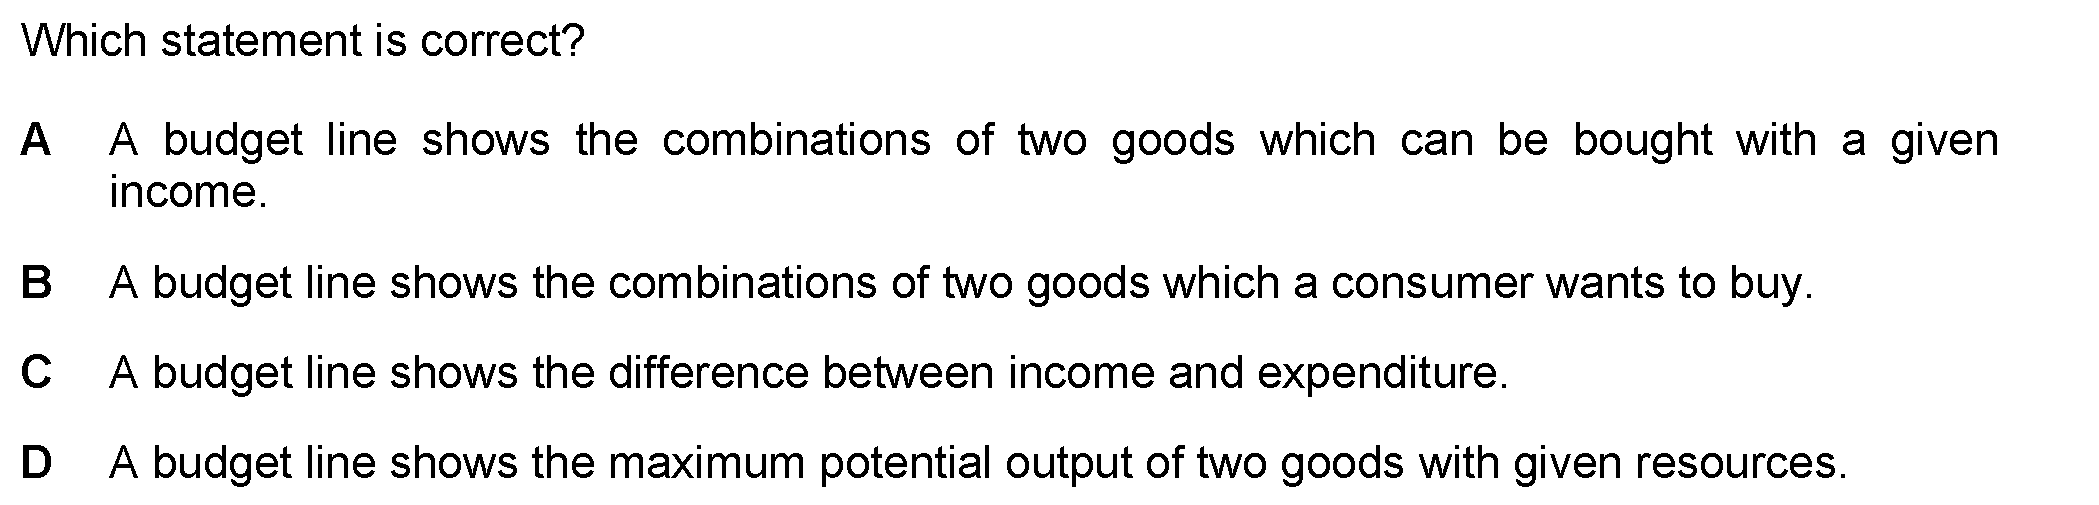 Which statement is correct?
A A budget line shows the combinations of two goods which can be bought with a given
income.
B A budget line shows the combinations of two goods which a consumer wants to buy.
C A budget line shows the difference between income and expenditure.
D A budget line shows the maximum potential output of two goods with given resources.